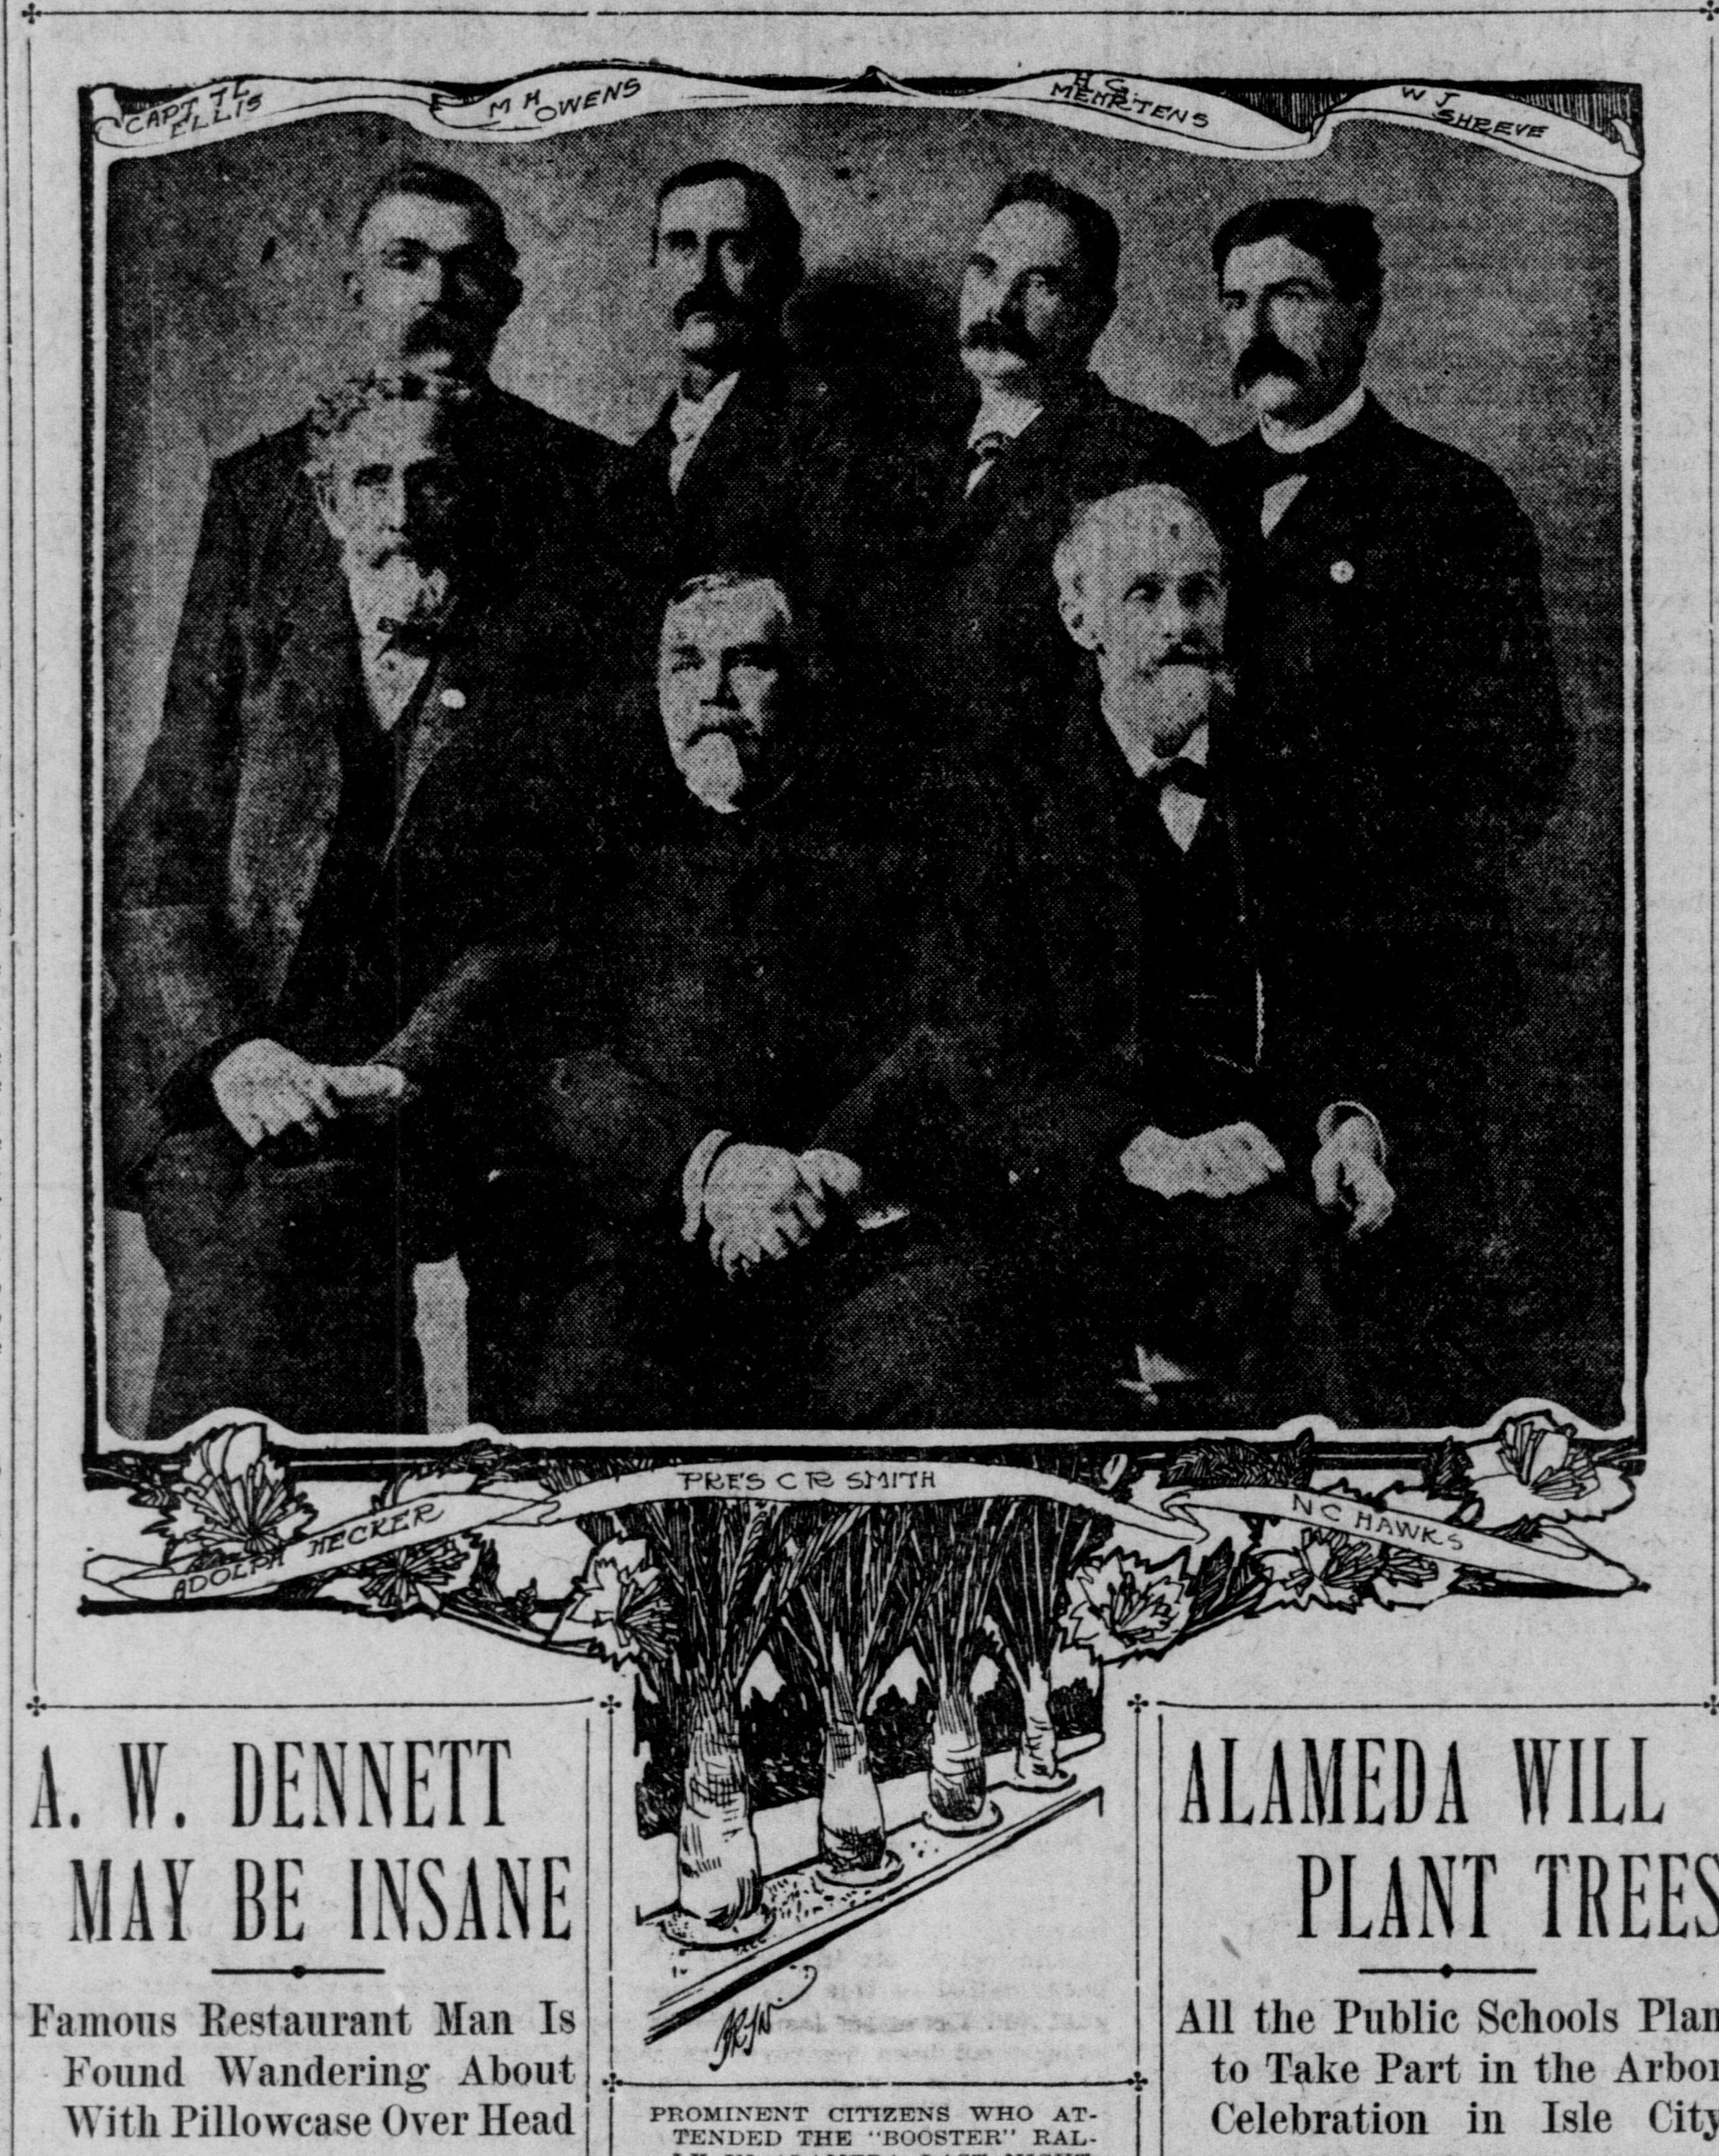 CAPT TL
ELLIS
M H
OWENS
H G.
MEHRTENS
W J
SHREVE
ADOLPH HECKER
PRES C R SMITH
N C HAWKS
A. W. DENNETT
MAY BE INSANE
Famous Restaurant Man Is
Found Wandering About
With Pillowcase Over Head
PROMINENT CITIZENS WHO AT-
TENDED THE "BOOSTER" RAL-
ALAMEDA WILL
PLANT TREES
All the Public Schools Plan
to Take Part in the Arbor
Celebration in Isle City